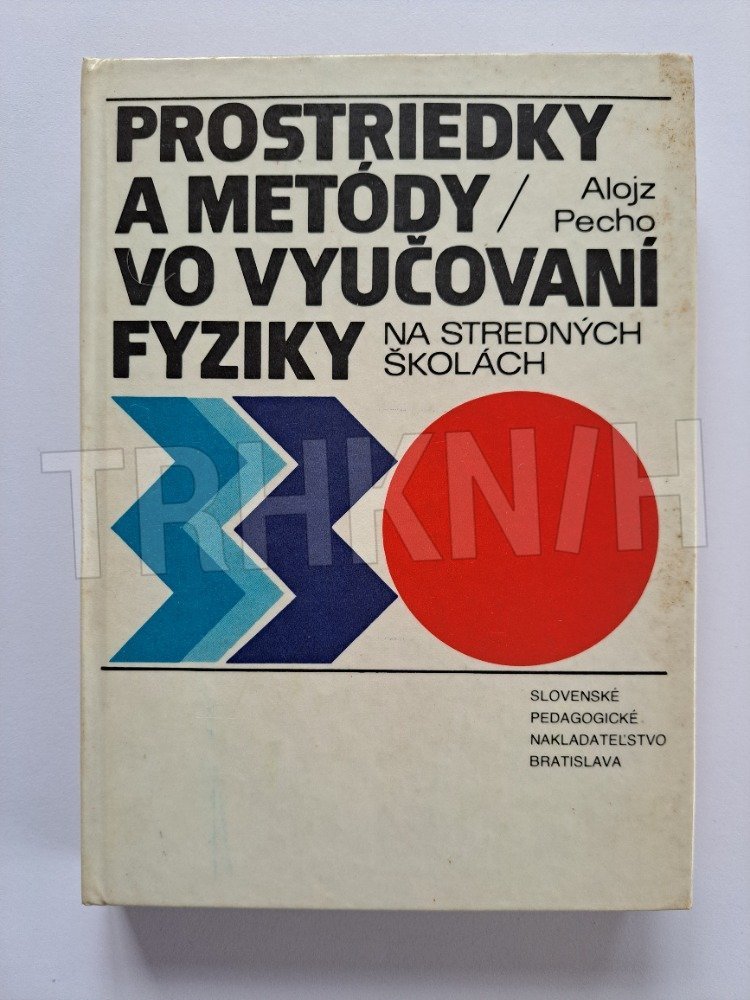 PROSTRIEDKY
A METÓDY / Alojz
Pecho
VO VYUČOVANÍ
FYZIKY NA STREDNÝCH
ŠKOLÁCH
TRHKNIH
SLOVENSKÉ
PEDAGOGICKÉ
NAKLADATEĽSTVO
BRATISLAVA